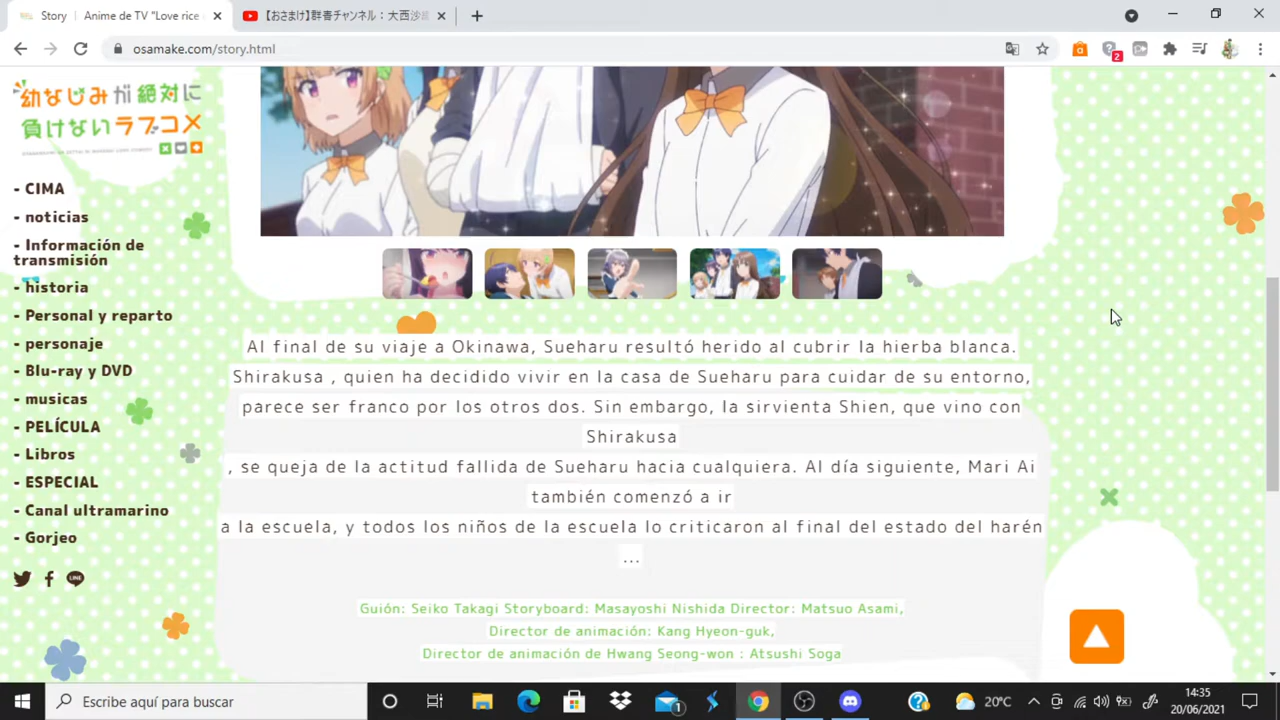 Story Anime de TV "Love rice
【おさまけ】群青チャンネル：大西沙織
osamake.com/story.html
2
幼なじみが絶対に
負けないラブコメ
- CIMA
- noticias
- Información de
transmisión
- historia
- Personal y reparto
- personaje
- Blu-ray y DVD
- musicas
- PELÍCULA
- Libros
- ESPECIAL
- Canal ultramarino
- Gorjeo
Al final de su viaje a Okinawa, Sueharu resultó herido al cubrir la hierba blanca.
Shirakusa , quien ha decidido vivir en la casa de Sueharu para cuidar de su entorno,
parece ser franco por los otros dos. Sin embargo, la sirvienta Shien, que vino con
Shirakusa
, se queja de la actitud fallida de Sueharu hacia cualquiera. Al día siguiente, Mari Ai
también comenzó a ir
a la escuela, y todos los niños de la escuela lo criticaron al final del estado del harén
...
Guión: Seiko Takagi Storyboard: Masayoshi Nishida Director: Matsuo Asami,
Director de animación: Kang Hyeon-guk,
Director de animación de Hwang Seong-won : Atsushi Soga
Escribe aquí para buscar
1
20°C
14:35
20/06/2021